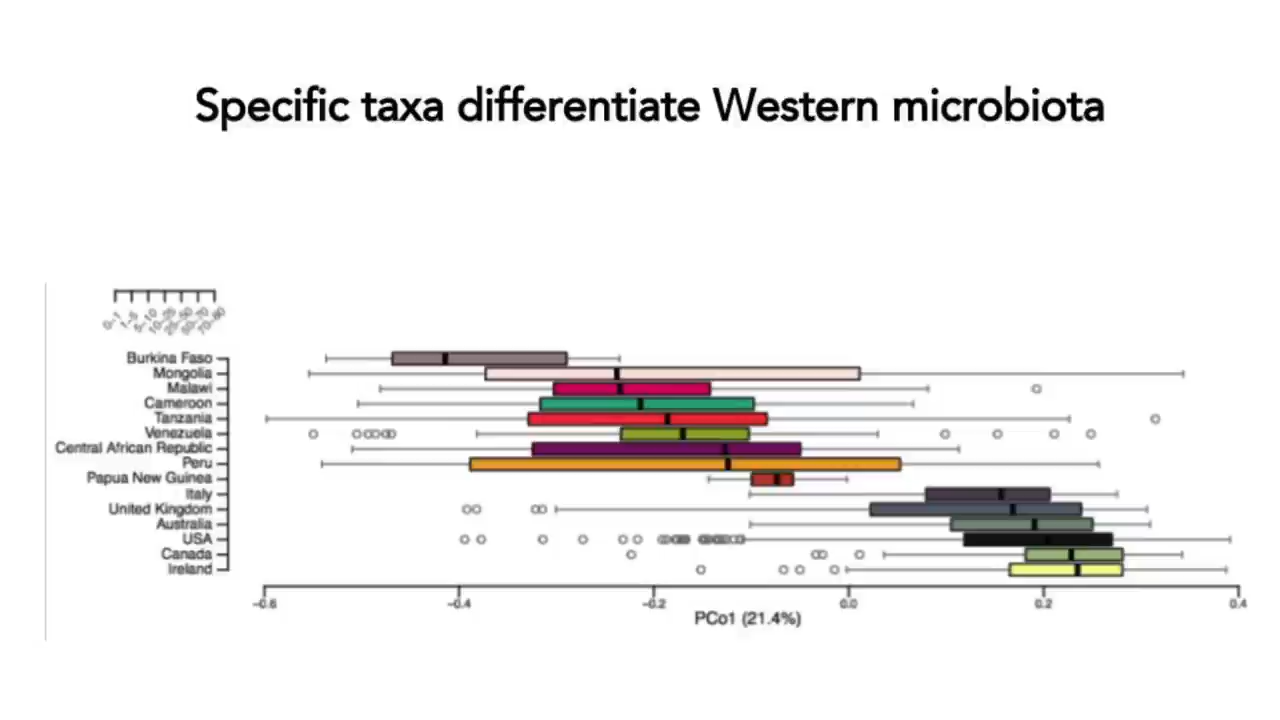 Specific taxa differentiate Western microbiota
Burkina Faso
Mongolia
Malawi
Cameroon
Tanzania
Venezuela
Central African Republic
Peru
Papua New Guinea
Italy
United Kingdom
Australia
USA
Canada
Ireland
−0.6 −0.4 −0.2 0.0 0.2 0.4
PCo1 (21.4%)